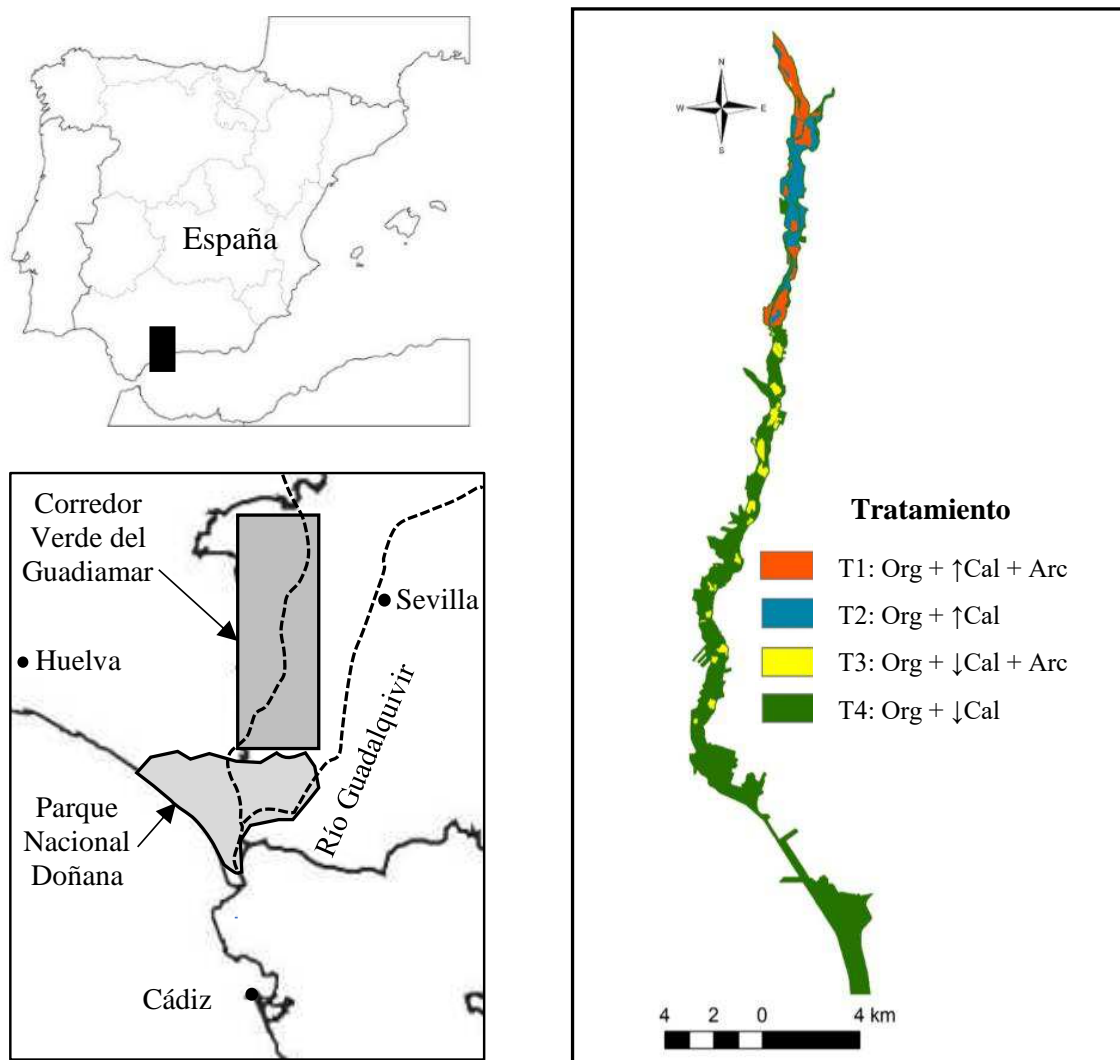 España
Corredor
Verde del
Guadiamar
Sevilla
Huelva
Río Guadalquivir
Parque
Nacional
Doñana
Cádiz
N
W E
S
Tratamiento
T1: Org + ↑Cal + Arc
T2: Org + ↑Cal
T3: Org + ↓Cal + Arc
T4: Org + ↓Cal
4 2 0 4 km